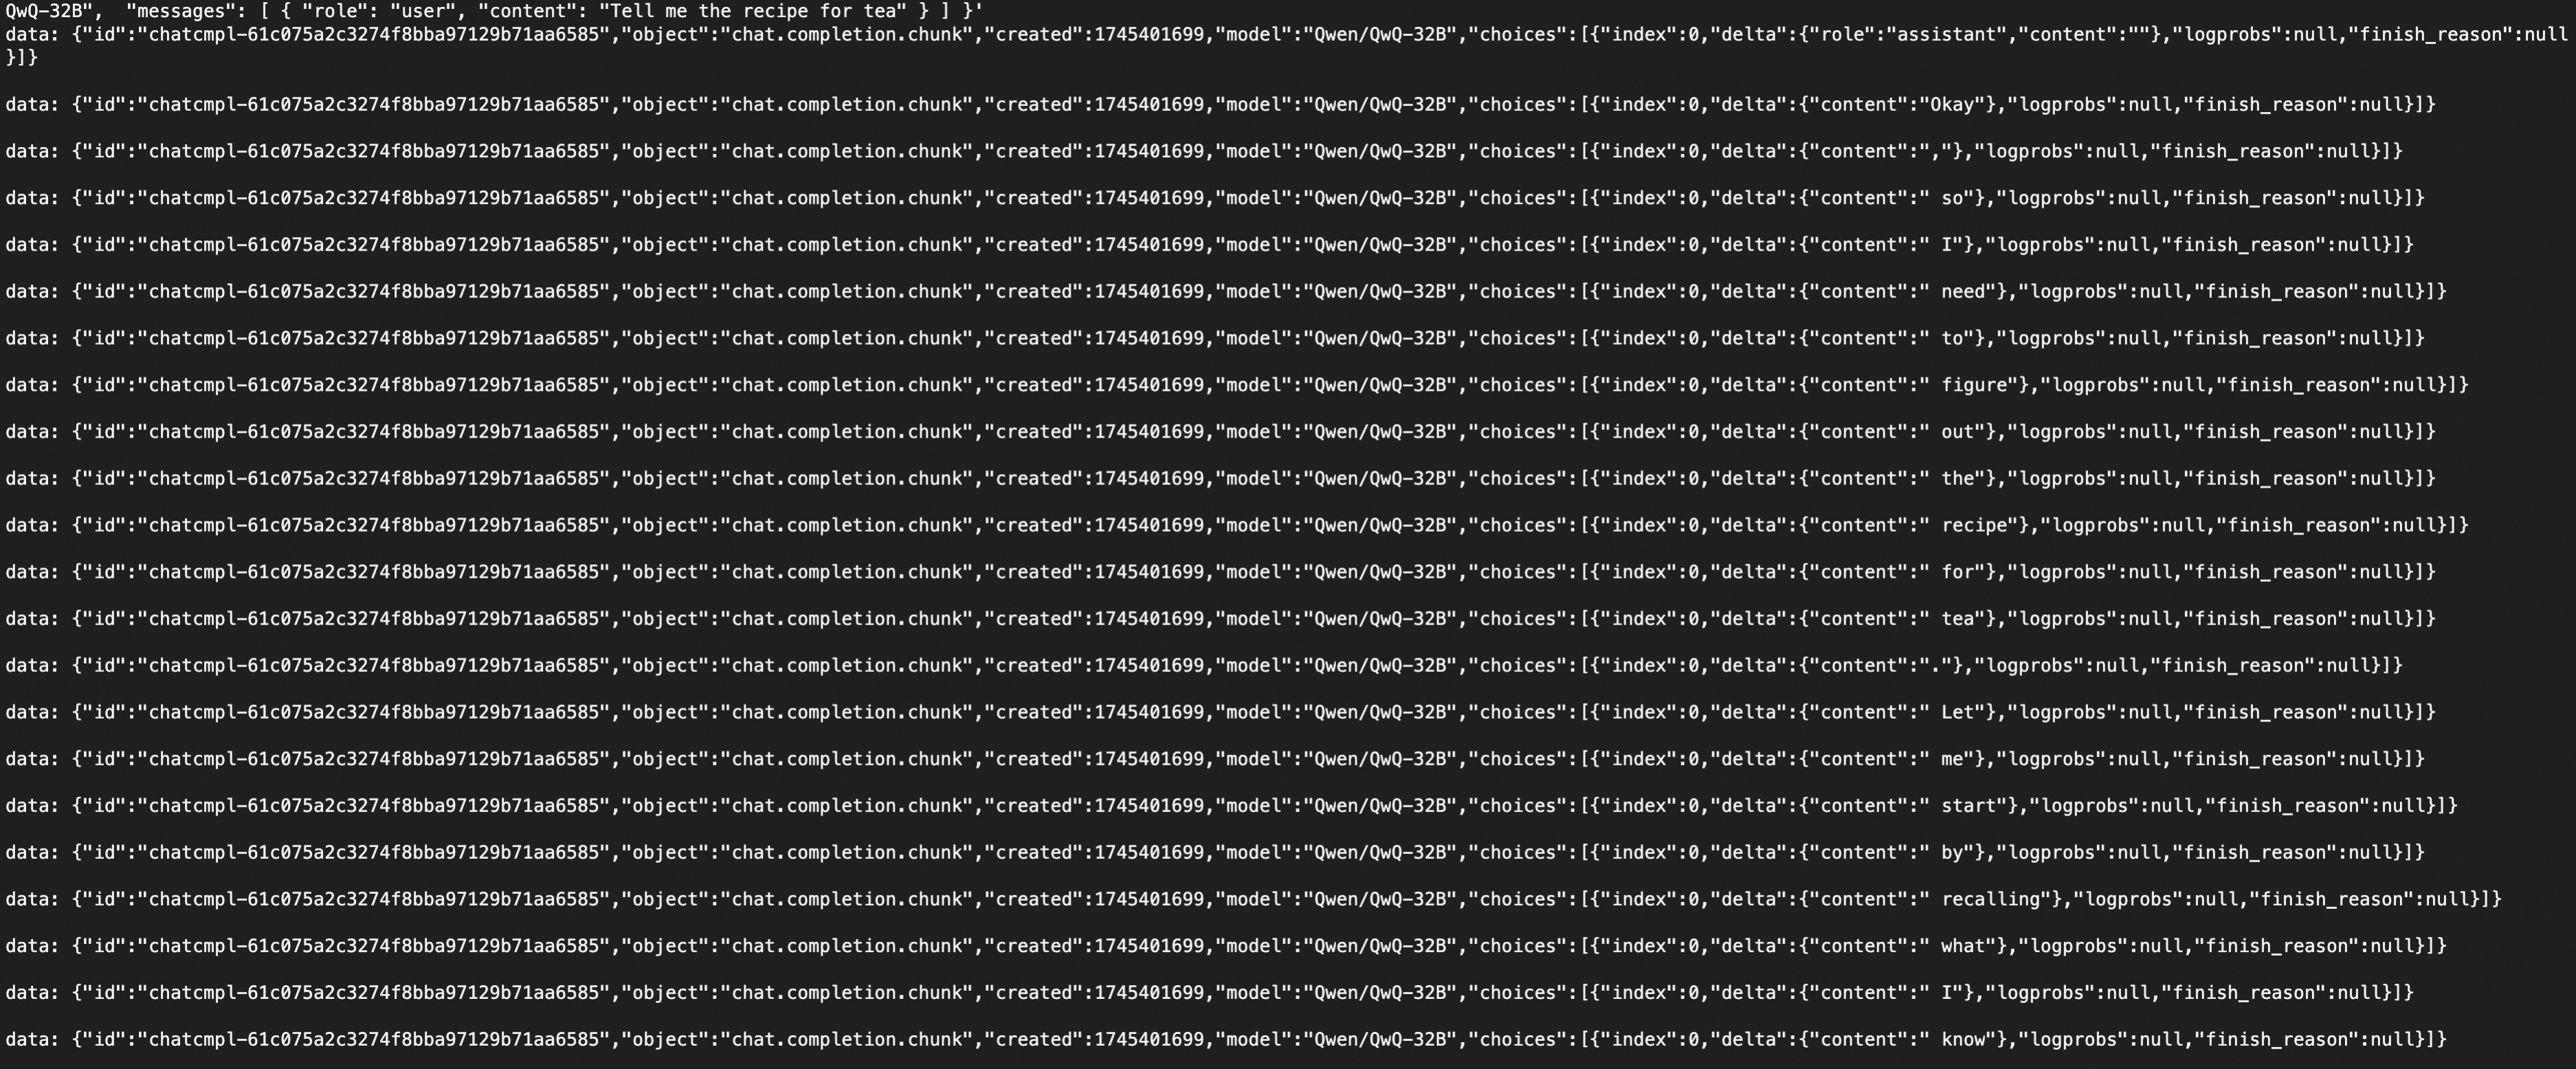 QwQ-32B",  "messages": [ { "role": "user", "content": "Tell me the recipe for tea" } ] }'
data: {"id":"chatcmpl-61c075a2c3274f8bba97129b71aa6585","object":"chat.completion.chunk","created":1745401699,"model":"Qwen/QwQ-32B","choices":[{"index":0,"delta":{"role":"assistant","content":""},"logprobs":null,"finish_reason":null
}]}
data: {"id":"chatcmpl-61c075a2c3274f8bba97129b71aa6585","object":"chat.completion.chunk","created":1745401699,"model":"Qwen/QwQ-32B","choices":[{"index":0,"delta":{"content":"Okay"},"logprobs":null,"finish_reason":null}]}
data: {"id":"chatcmpl-61c075a2c3274f8bba97129b71aa6585","object":"chat.completion.chunk","created":1745401699,"model":"Qwen/QwQ-32B","choices":[{"index":0,"delta":{"content":","},"logprobs":null,"finish_reason":null}]}
data: {"id":"chatcmpl-61c075a2c3274f8bba97129b71aa6585","object":"chat.completion.chunk","created":1745401699,"model":"Qwen/QwQ-32B","choices":[{"index":0,"delta":{"content":" so"},"logprobs":null,"finish_reason":null}]}
data: {"id":"chatcmpl-61c075a2c3274f8bba97129b71aa6585","object":"chat.completion.chunk","created":1745401699,"model":"Qwen/QwQ-32B","choices":[{"index":0,"delta":{"content":" I"},"logprobs":null,"finish_reason":null}]}
data: {"id":"chatcmpl-61c075a2c3274f8bba97129b71aa6585","object":"chat.completion.chunk","created":1745401699,"model":"Qwen/QwQ-32B","choices":[{"index":0,"delta":{"content":" need"},"logprobs":null,"finish_reason":null}]}
data: {"id":"chatcmpl-61c075a2c3274f8bba97129b71aa6585","object":"chat.completion.chunk","created":1745401699,"model":"Qwen/QwQ-32B","choices":[{"index":0,"delta":{"content":" to"},"logprobs":null,"finish_reason":null}]}
data: {"id":"chatcmpl-61c075a2c3274f8bba97129b71aa6585","object":"chat.completion.chunk","created":1745401699,"model":"Qwen/QwQ-32B","choices":[{"index":0,"delta":{"content":" figure"},"logprobs":null,"finish_reason":null}]}
data: {"id":"chatcmpl-61c075a2c3274f8bba97129b71aa6585","object":"chat.completion.chunk","created":1745401699,"model":"Qwen/QwQ-32B","choices":[{"index":0,"delta":{"content":" out"},"logprobs":null,"finish_reason":null}]}
data: {"id":"chatcmpl-61c075a2c3274f8bba97129b71aa6585","object":"chat.completion.chunk","created":1745401699,"model":"Qwen/QwQ-32B","choices":[{"index":0,"delta":{"content":" the"},"logprobs":null,"finish_reason":null}]}
data: {"id":"chatcmpl-61c075a2c3274f8bba97129b71aa6585","object":"chat.completion.chunk","created":1745401699,"model":"Qwen/QwQ-32B","choices":[{"index":0,"delta":{"content":" recipe"},"logprobs":null,"finish_reason":null}]}
data: {"id":"chatcmpl-61c075a2c3274f8bba97129b71aa6585","object":"chat.completion.chunk","created":1745401699,"model":"Qwen/QwQ-32B","choices":[{"index":0,"delta":{"content":" for"},"logprobs":null,"finish_reason":null}]}
data: {"id":"chatcmpl-61c075a2c3274f8bba97129b71aa6585","object":"chat.completion.chunk","created":1745401699,"model":"Qwen/QwQ-32B","choices":[{"index":0,"delta":{"content":" tea"},"logprobs":null,"finish_reason":null}]}
data: {"id":"chatcmpl-61c075a2c3274f8bba97129b71aa6585","object":"chat.completion.chunk","created":1745401699,"model":"Qwen/QwQ-32B","choices":[{"index":0,"delta":{"content":"."},"logprobs":null,"finish_reason":null}]}
data: {"id":"chatcmpl-61c075a2c3274f8bba97129b71aa6585","object":"chat.completion.chunk","created":1745401699,"model":"Qwen/QwQ-32B","choices":[{"index":0,"delta":{"content":" Let"},"logprobs":null,"finish_reason":null}]}
data: {"id":"chatcmpl-61c075a2c3274f8bba97129b71aa6585","object":"chat.completion.chunk","created":1745401699,"model":"Qwen/QwQ-32B","choices":[{"index":0,"delta":{"content":" me"},"logprobs":null,"finish_reason":null}]}
data: {"id":"chatcmpl-61c075a2c3274f8bba97129b71aa6585","object":"chat.completion.chunk","created":1745401699,"model":"Qwen/QwQ-32B","choices":[{"index":0,"delta":{"content":" start"},"logprobs":null,"finish_reason":null}]}
data: {"id":"chatcmpl-61c075a2c3274f8bba97129b71aa6585","object":"chat.completion.chunk","created":1745401699,"model":"Qwen/QwQ-32B","choices":[{"index":0,"delta":{"content":" by"},"logprobs":null,"finish_reason":null}]}
data: {"id":"chatcmpl-61c075a2c3274f8bba97129b71aa6585","object":"chat.completion.chunk","created":1745401699,"model":"Qwen/QwQ-32B","choices":[{"index":0,"delta":{"content":" recalling"},"logprobs":null,"finish_reason":null}]}
data: {"id":"chatcmpl-61c075a2c3274f8bba97129b71aa6585","object":"chat.completion.chunk","created":1745401699,"model":"Qwen/QwQ-32B","choices":[{"index":0,"delta":{"content":" what"},"logprobs":null,"finish_reason":null}]}
data: {"id":"chatcmpl-61c075a2c3274f8bba97129b71aa6585","object":"chat.completion.chunk","created":1745401699,"model":"Qwen/QwQ-32B","choices":[{"index":0,"delta":{"content":" I"},"logprobs":null,"finish_reason":null}]}
data: {"id":"chatcmpl-61c075a2c3274f8bba97129b71aa6585","object":"chat.completion.chunk","created":1745401699,"model":"Qwen/QwQ-32B","choices":[{"index":0,"delta":{"content":" know"},"logprobs":null,"finish_reason":null}]}